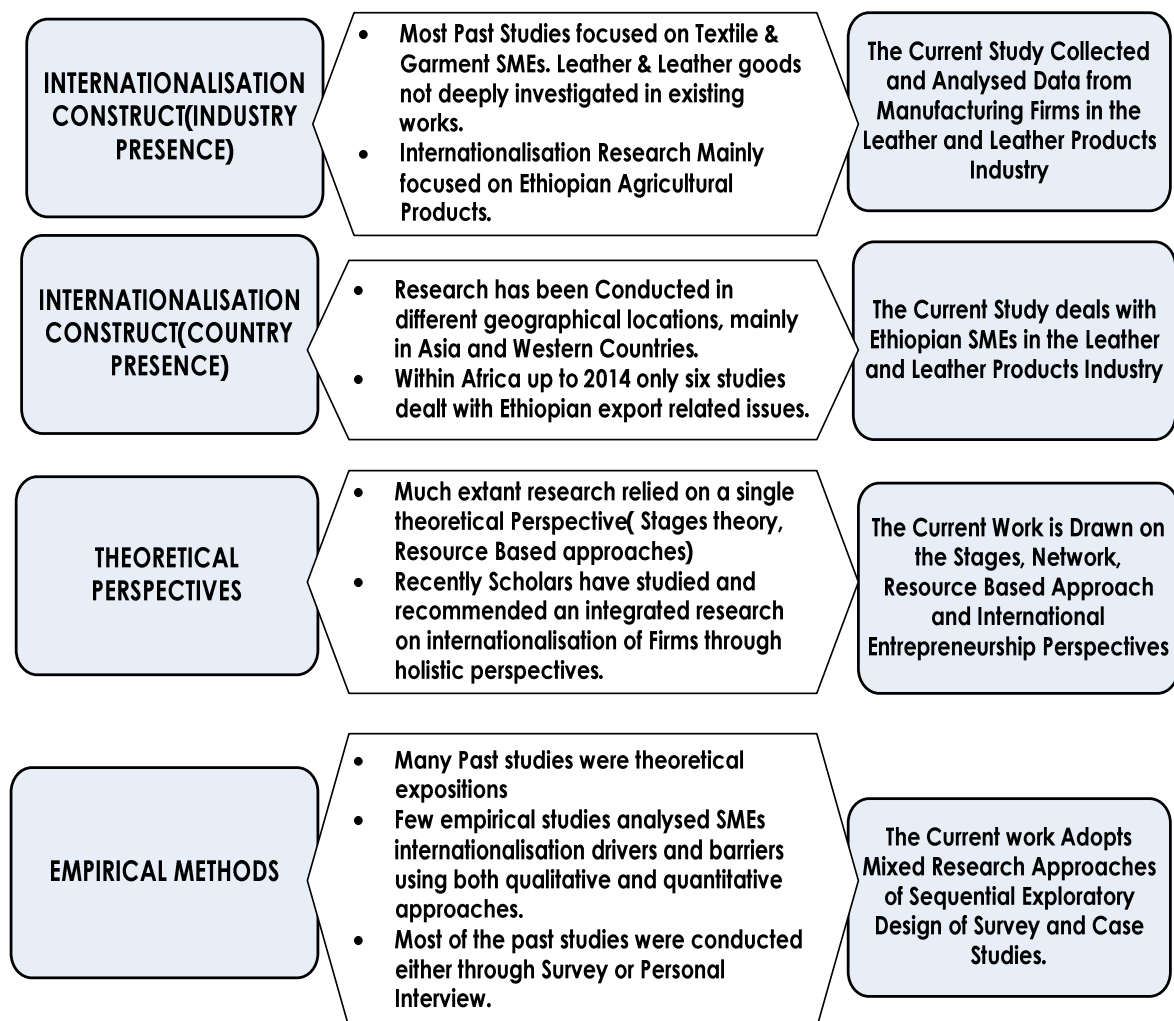 INTERNATIONALISATION
CONSTRUCT(INDUSTRY
PRESENCE)
• Most Past Studies focused on Textile &
Garment SMEs. Leather & Leather goods
not deeply investigated in existing
works.
• Internationalisation Research Mainly
focused on Ethiopian Agricultural
Products.
The Current Study Collected
and Analysed Data from
Manufacturing Firms in the
Leather and Leather Products
Industry
INTERNATIONALISATION
CONSTRUCT(COUNTRY
PRESENCE)
• Research has been Conducted in
different geographical locations, mainly
in Asia and Western Countries.
• Within Africa up to 2014 only six studies
dealt with Ethiopian export related issues.
The Current Study deals with
Ethiopian SMEs in the Leather
and Leather Products Industry
THEORETICAL
PERSPECTIVES
• Much extant research relied on a single
theoretical Perspective( Stages theory,
Resource Based approaches)
• Recently Scholars have studied and
recommended an integrated research
on internationalisation of Firms through
holistic perspectives.
The Current Work is Drawn on
the Stages, Network,
Resource Based Approach
and International
Entrepreneurship Perspectives
EMPIRICAL METHODS
• Many Past studies were theoretical
expositions
• Few empirical studies analysed SMEs
internationalisation drivers and barriers
using both qualitative and quantitative
approaches.
• Most of the past studies were conducted
either through Survey or Personal
Interview.
The Current work Adopts
Mixed Research Approaches
of Sequential Exploratory
Design of Survey and Case
Studies.